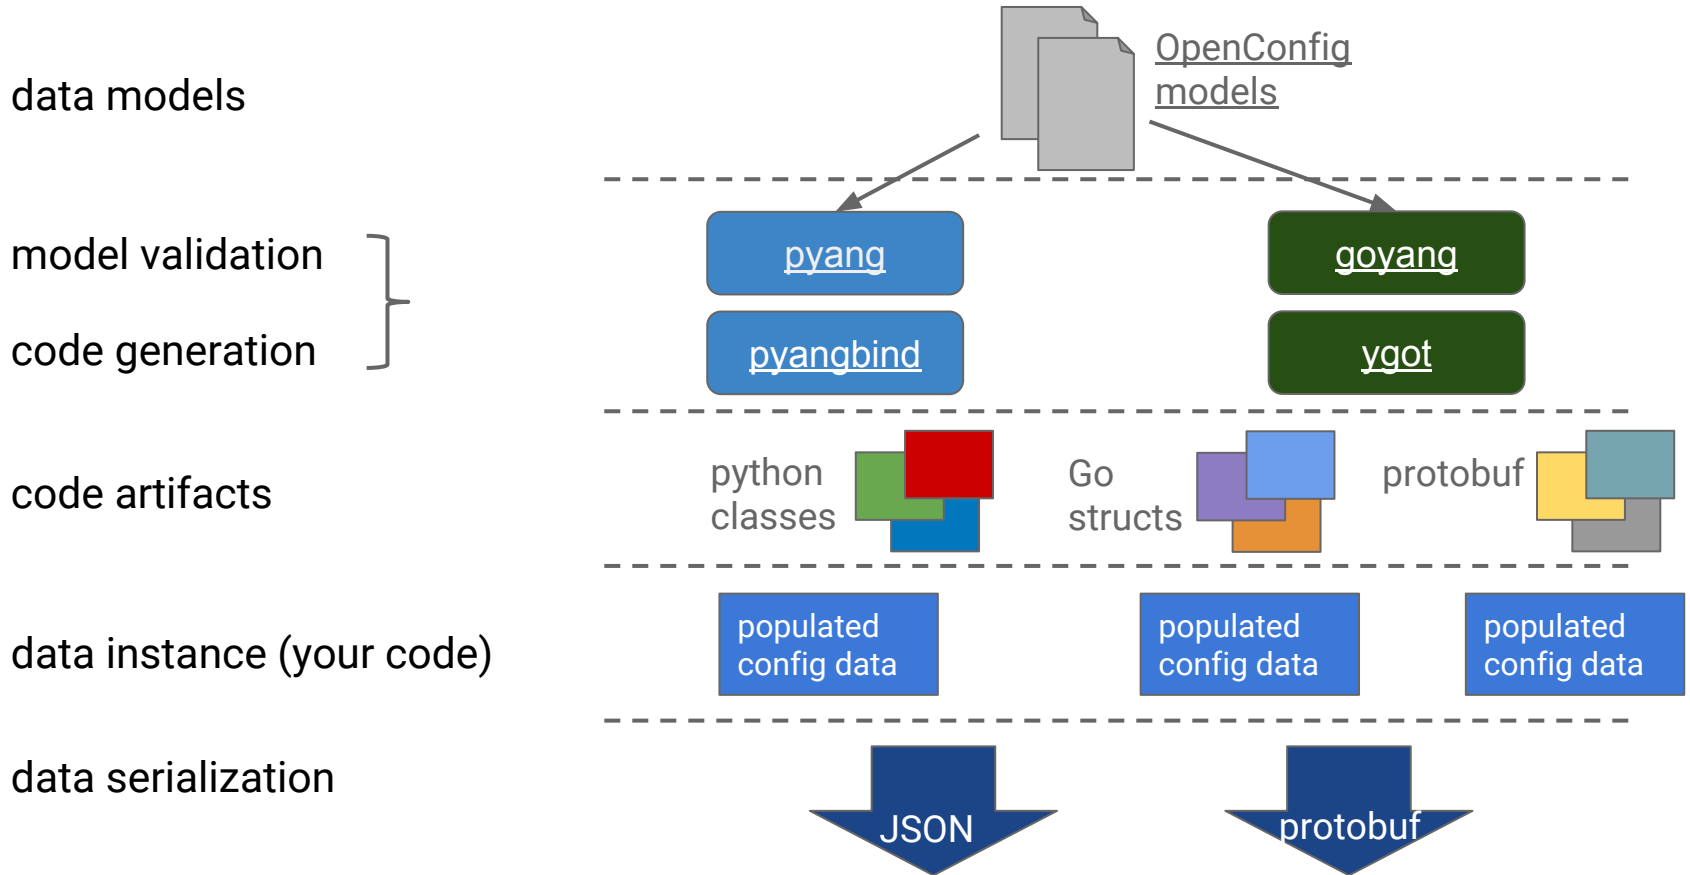 OpenConfig
models
data models
model validation
pyang
goyang
code generation
pyangbind
ygot
code artifacts
python
classes
Go
structs
protobuf
data instance (your code)
populated
config data
populated
config data
populated
config data
data serialization
JSON
protobuf